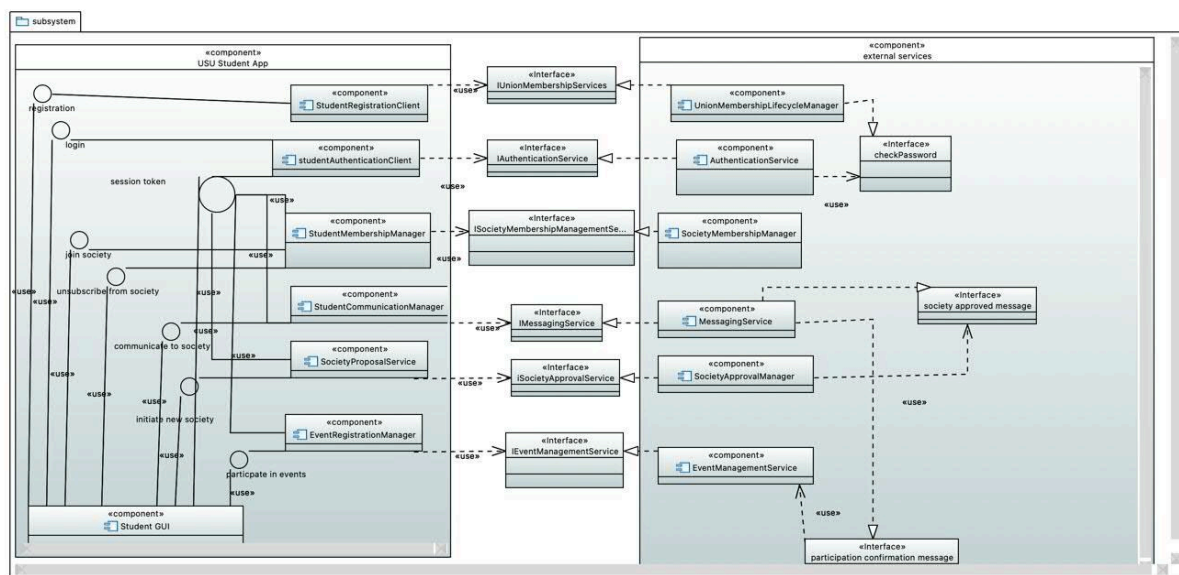 subsystem
«component»
USU Student App
«component»
external services
registration
«component»
StudentRegistrationClient
«use»
«Interface»
IUnionMembershipServices
«component»
UnionMembershipLifecycleManager
login
«component»
studentAuthenticationClient
«use»
«Interface»
IAuthenticationService
«component»
AuthenticationService
«Interface»
checkPassword
«use»
session token
«use»
«use»
«component»
StudentMembershipManager
«Interface»
ISocietyMembershipManagementSe...
«component»
SocietyMembershipManager
join society
«use»
«use»
«use»
«use»
«use»
unsubscribe from society
«use»
«component»
StudentCommunicationManager
«use»
«Interface»
IMessagingService
«component»
MessagingService
«Interface»
society approved message
communicate to society
«use»
«use»
«component»
SocietyProposalService
«use»
«Interface»
iSocietyApprovalService
«component»
SocietyApprovalManager
«use»
«use»
«use»
initiate new society
«component»
EventRegistrationManager
«use»
«use»
«Interface»
IEventManagementService
«component»
EventManagementService
particpate in events
«use»
«component»
Student GUI
«use»
«Interface»
participation confirmation message